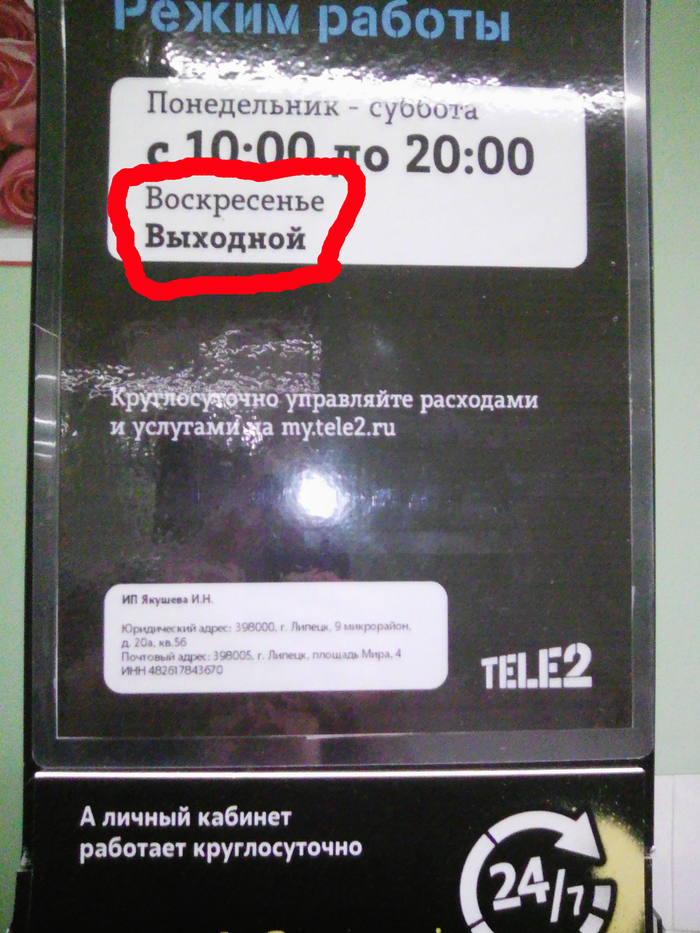 Режим работы
Понедельник - суббота
с 10:00 до 20:00
Воскресенье
Выходной
Круглосуточно управляйте расходами
и услугами на my.tele2.ru
ИП Якушева И.Н.
Юридический адрес: 398000, г. Липецк, 9 микрорайон,
д. 20а, кв.56
Почтовый адрес: 398005, г. Липецк, площадь Мира, 4
ИНН 482617843670
TELE2
А личный кабинет
работает круглосуточно
24/7